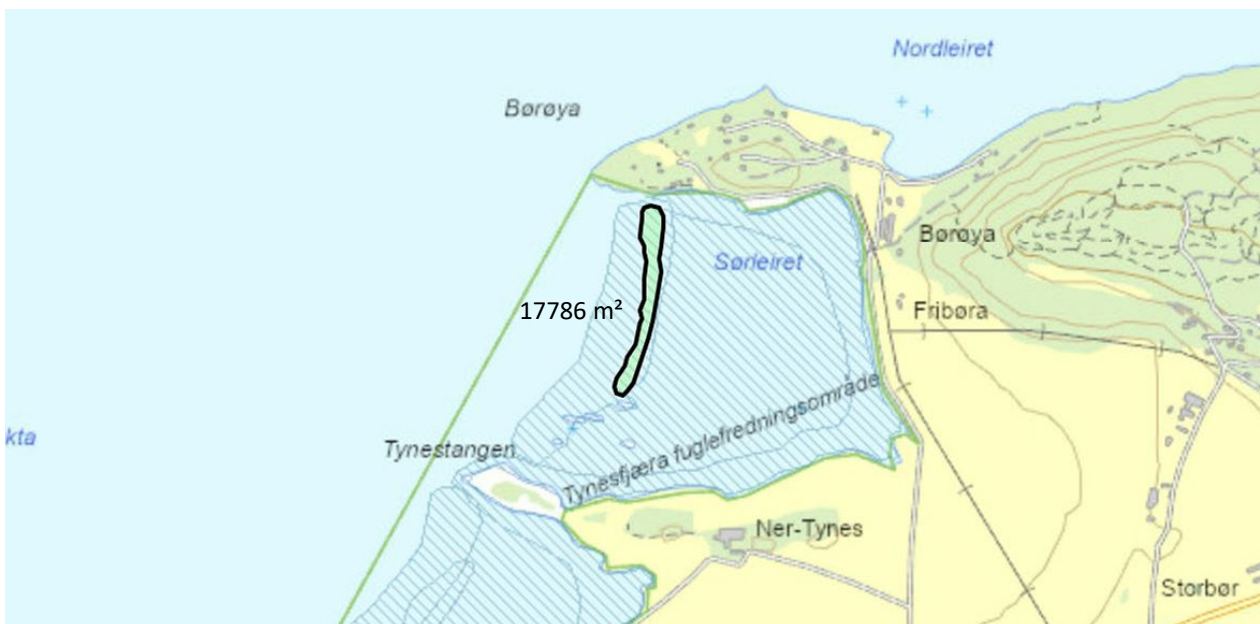 Nordleiret
Børøya
Børøya
Sørleiret
17786 m²
Fribøra
Tynesfjæra fuglefredningsområde
kta
Tynestangen
Ner-Tynes
Storbør